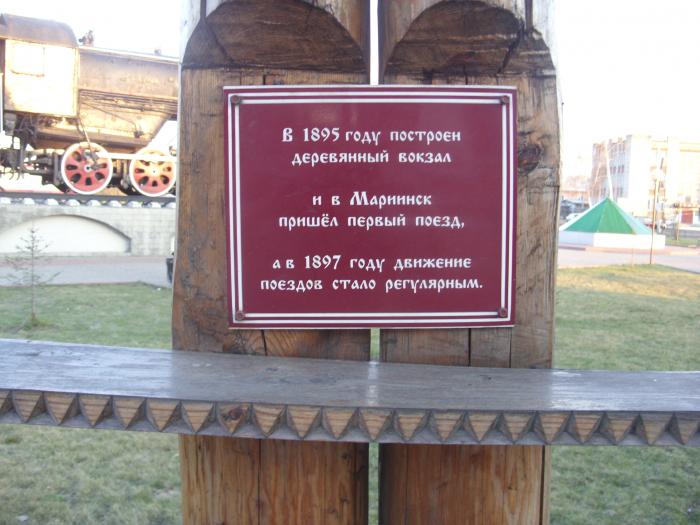 В 1895 году построен
деревянный вокзал
и в Мариинск
пришёл первый поезд,
а в 1897 году движение
поездов стало регулярным.